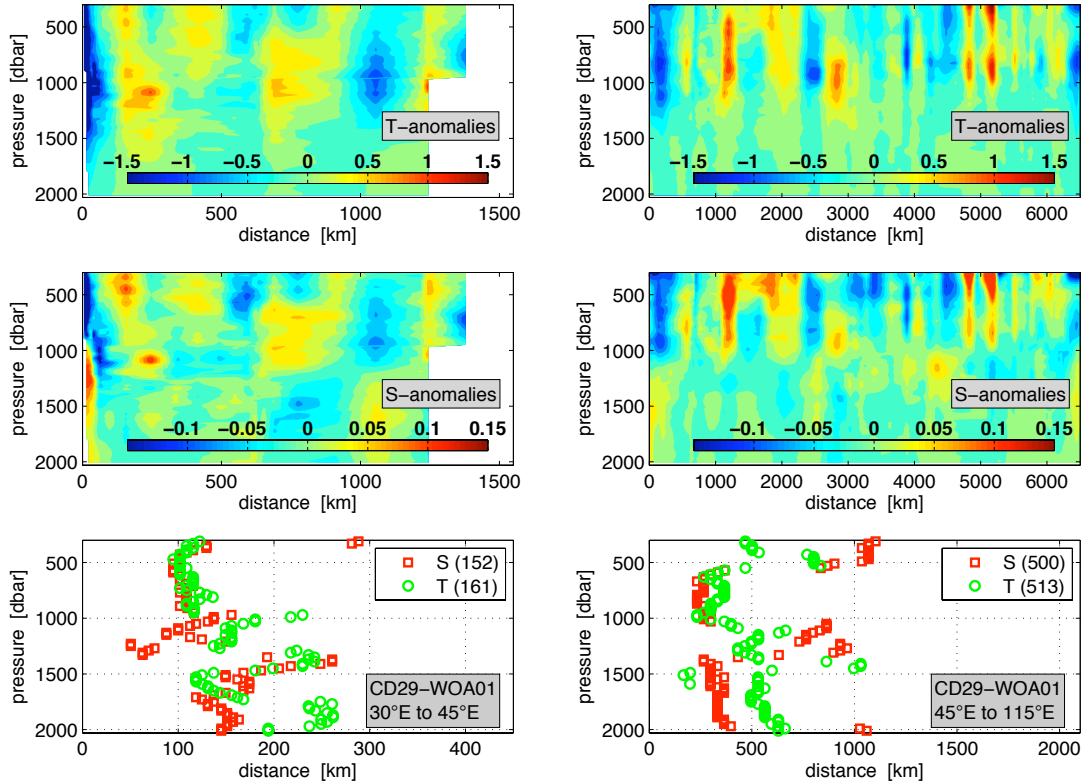 500
1000
1500
2000
pressure [dbar]
T−anomalies
−1.5 −1 −0.5 0 0.5 1 1.5
0 500 1000 1500
distance [km]
500
1000
1500
2000
pressure [dbar]
T−anomalies
−1.5 −1 −0.5 0 0.5 1 1.5
0 1000 2000 3000 4000 5000 6000
distance [km]
500
1000
1500
2000
pressure [dbar]
S−anomalies
−0.1 −0.05 0 0.05 0.1 0.15
0 500 1000 1500
distance [km]
500
1000
1500
2000
pressure [dbar]
S−anomalies
−0.1 −0.05 0 0.05 0.1 0.15
0 1000 2000 3000 4000 5000 6000
distance [km]
500
1000
1500
2000
pressure [dbar]
S (152)
T (161)
CD29−WOA01
30°E to 45°E
0 100 200 300 400
distance [km]
500
1000
1500
2000
pressure [dbar]
S (500)
T (513)
CD29−WOA01
45°E to 115°E
0 500 1000 1500 2000
distance [km]